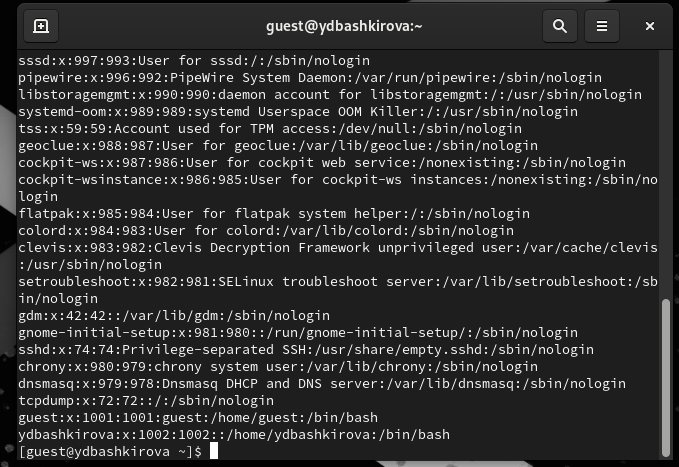 guest@ydbashkirova:~
sssd:x:997:993:User for sssd:/:/sbin/nologin
pipewire:x:996:992:PipeWire System Daemon:/var/run/pipewire:/sbin/nologin
libstoragemgmt:x:990:990:daemon account for libstoragemgmt:/:/usr/sbin/nologin
systemd-oom:x:989:989:systemd Userspace OOM Killer:/:/usr/sbin/nologin
tss:x:59:59:Account used for TPM access:/dev/null:/sbin/nologin
geoclue:x:988:987:User for geoclue:/var/lib/geoclue:/sbin/nologin
cockpit-ws:x:987:986:User for cockpit web service:/nonexisting:/sbin/nologin
cockpit-wsinstance:x:986:985:User for cockpit-ws instances:/nonexisting:/sbin/no
login
flatpak:x:985:984:User for flatpak system helper:/:/sbin/nologin
colord:x:984:983:User for colord:/var/lib/colord:/sbin/nologin
clevis:x:983:982:Clevis Decryption Framework unprivileged user:/var/cache/clevis
:/usr/sbin/nologin
setroubleshoot:x:982:981:SELinux troubleshoot server:/var/lib/setroubleshoot:/sb
in/nologin
gdm:x:42:42::/var/lib/gdm:/sbin/nologin
gnome-initial-setup:x:981:980::/run/gnome-initial-setup/:/sbin/nologin
sshd:x:74:74:Privilege-separated SSH:/usr/share/empty.sshd:/sbin/nologin
chrony:x:980:979:chrony system user:/var/lib/chrony:/sbin/nologin
dnsmasq:x:979:978:Dnsmasq DHCP and DNS server:/var/lib/dnsmasq:/sbin/nologin
tcpdump:x:72:72::/:/sbin/nologin
guest:x:1001:1001:guest:/home/guest:/bin/bash
ydbashkirova:x:1002:1002::/home/ydbashkirova:/bin/bash
[guest@ydbashkirova ~]$